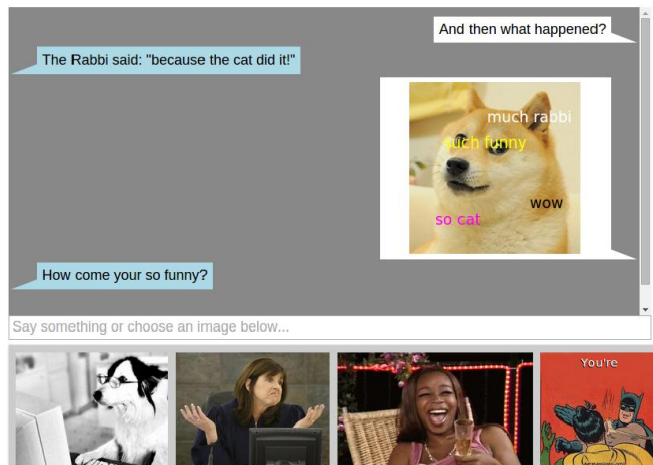 And then what happened?
The Rabbi said: "because the cat did it!"
much rabbi
such funny
wow
so cat
How come your so funny?
Say something or choose an image below...
You're